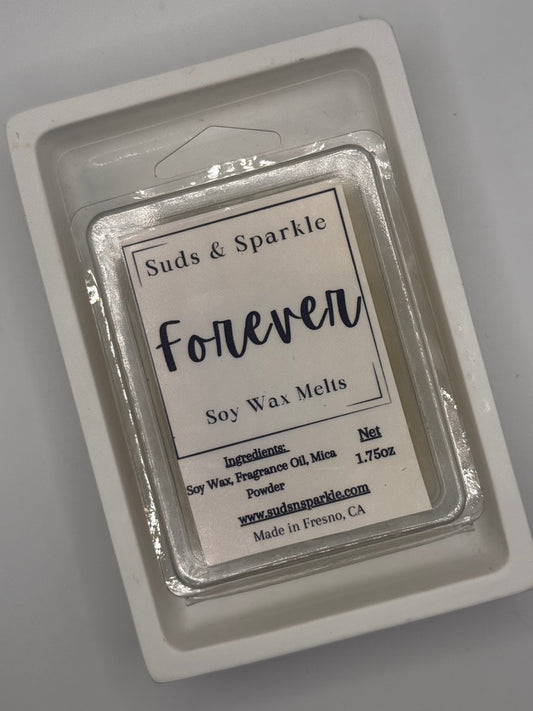 Suds & Sparkle
Forever
Soy Wax Melts
Ingredients:
Soy Wax, Fragrance Oil, Mica
Powder
Net
1.75oz
www.sudsnsparkle.com
Made in Fresno, CA